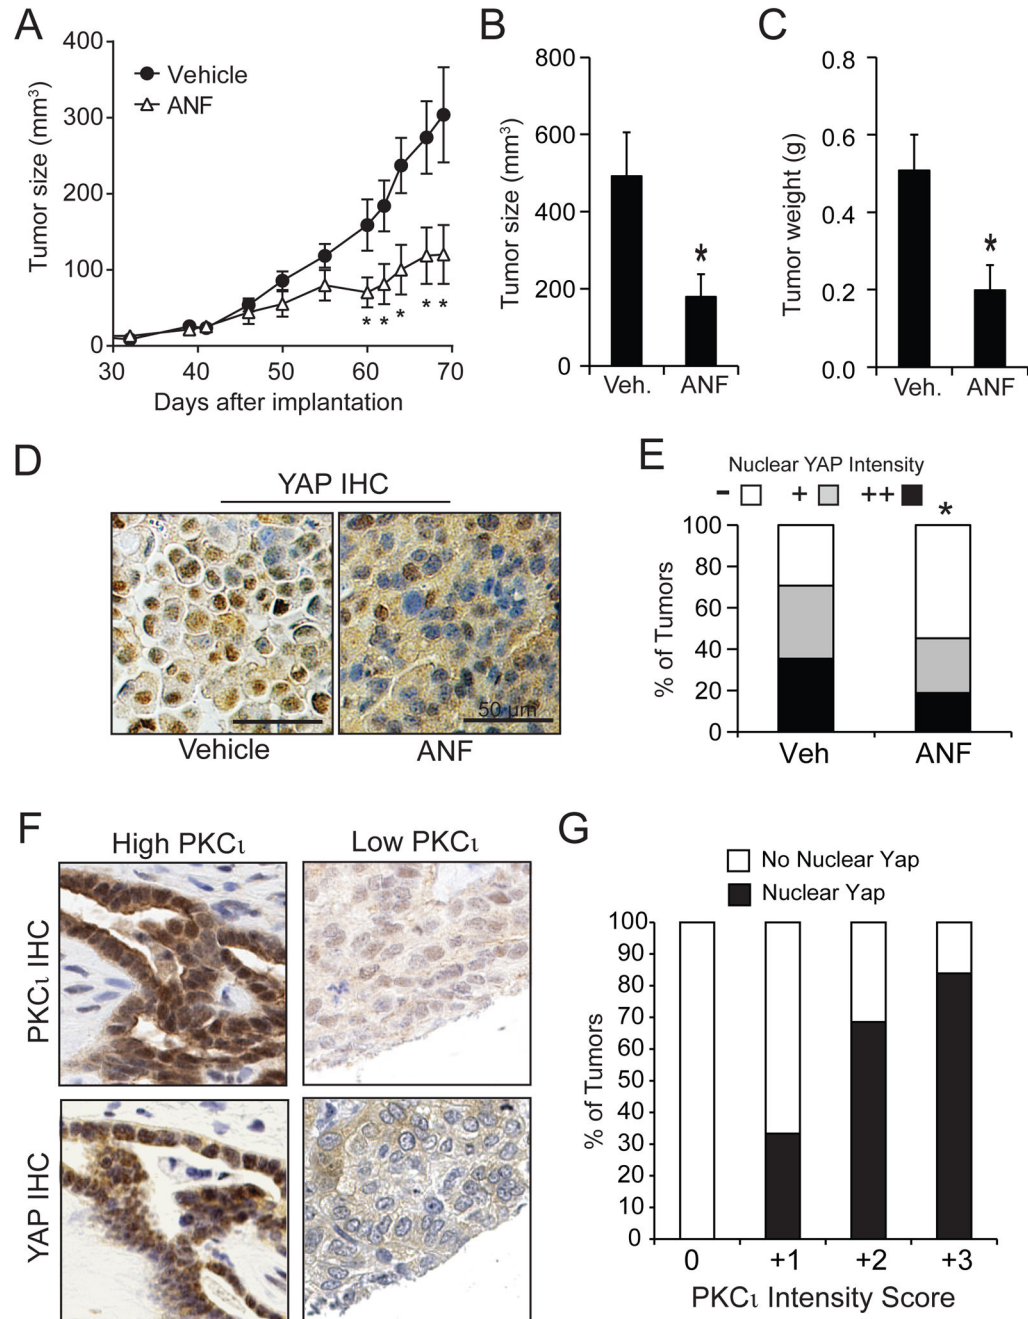 A
Tumor size (mm³)
400
300
200
100
0
Vehicle
ANF
* * * * *
30 40 50 60 70
Days after implantation
B
Tumor size (mm³)
800
600
400
200
0
*
Veh. ANF
C
Tumor weight (g)
0.8
0.6
0.4
0.2
0.0
*
Veh. ANF
D
YAP IHC
50 µm
Vehicle ANF
E
Nuclear YAP Intensity
- + ++
*
% of Tumors
100
80
60
40
20
0
Veh ANF
F
High PKCι Low PKCι
PKCι IHC
YAP IHC
G
No Nuclear Yap
Nuclear Yap
% of Tumors
100
90
80
70
60
50
40
30
20
10
0
0 +1 +2 +3
PKCι Intensity Score